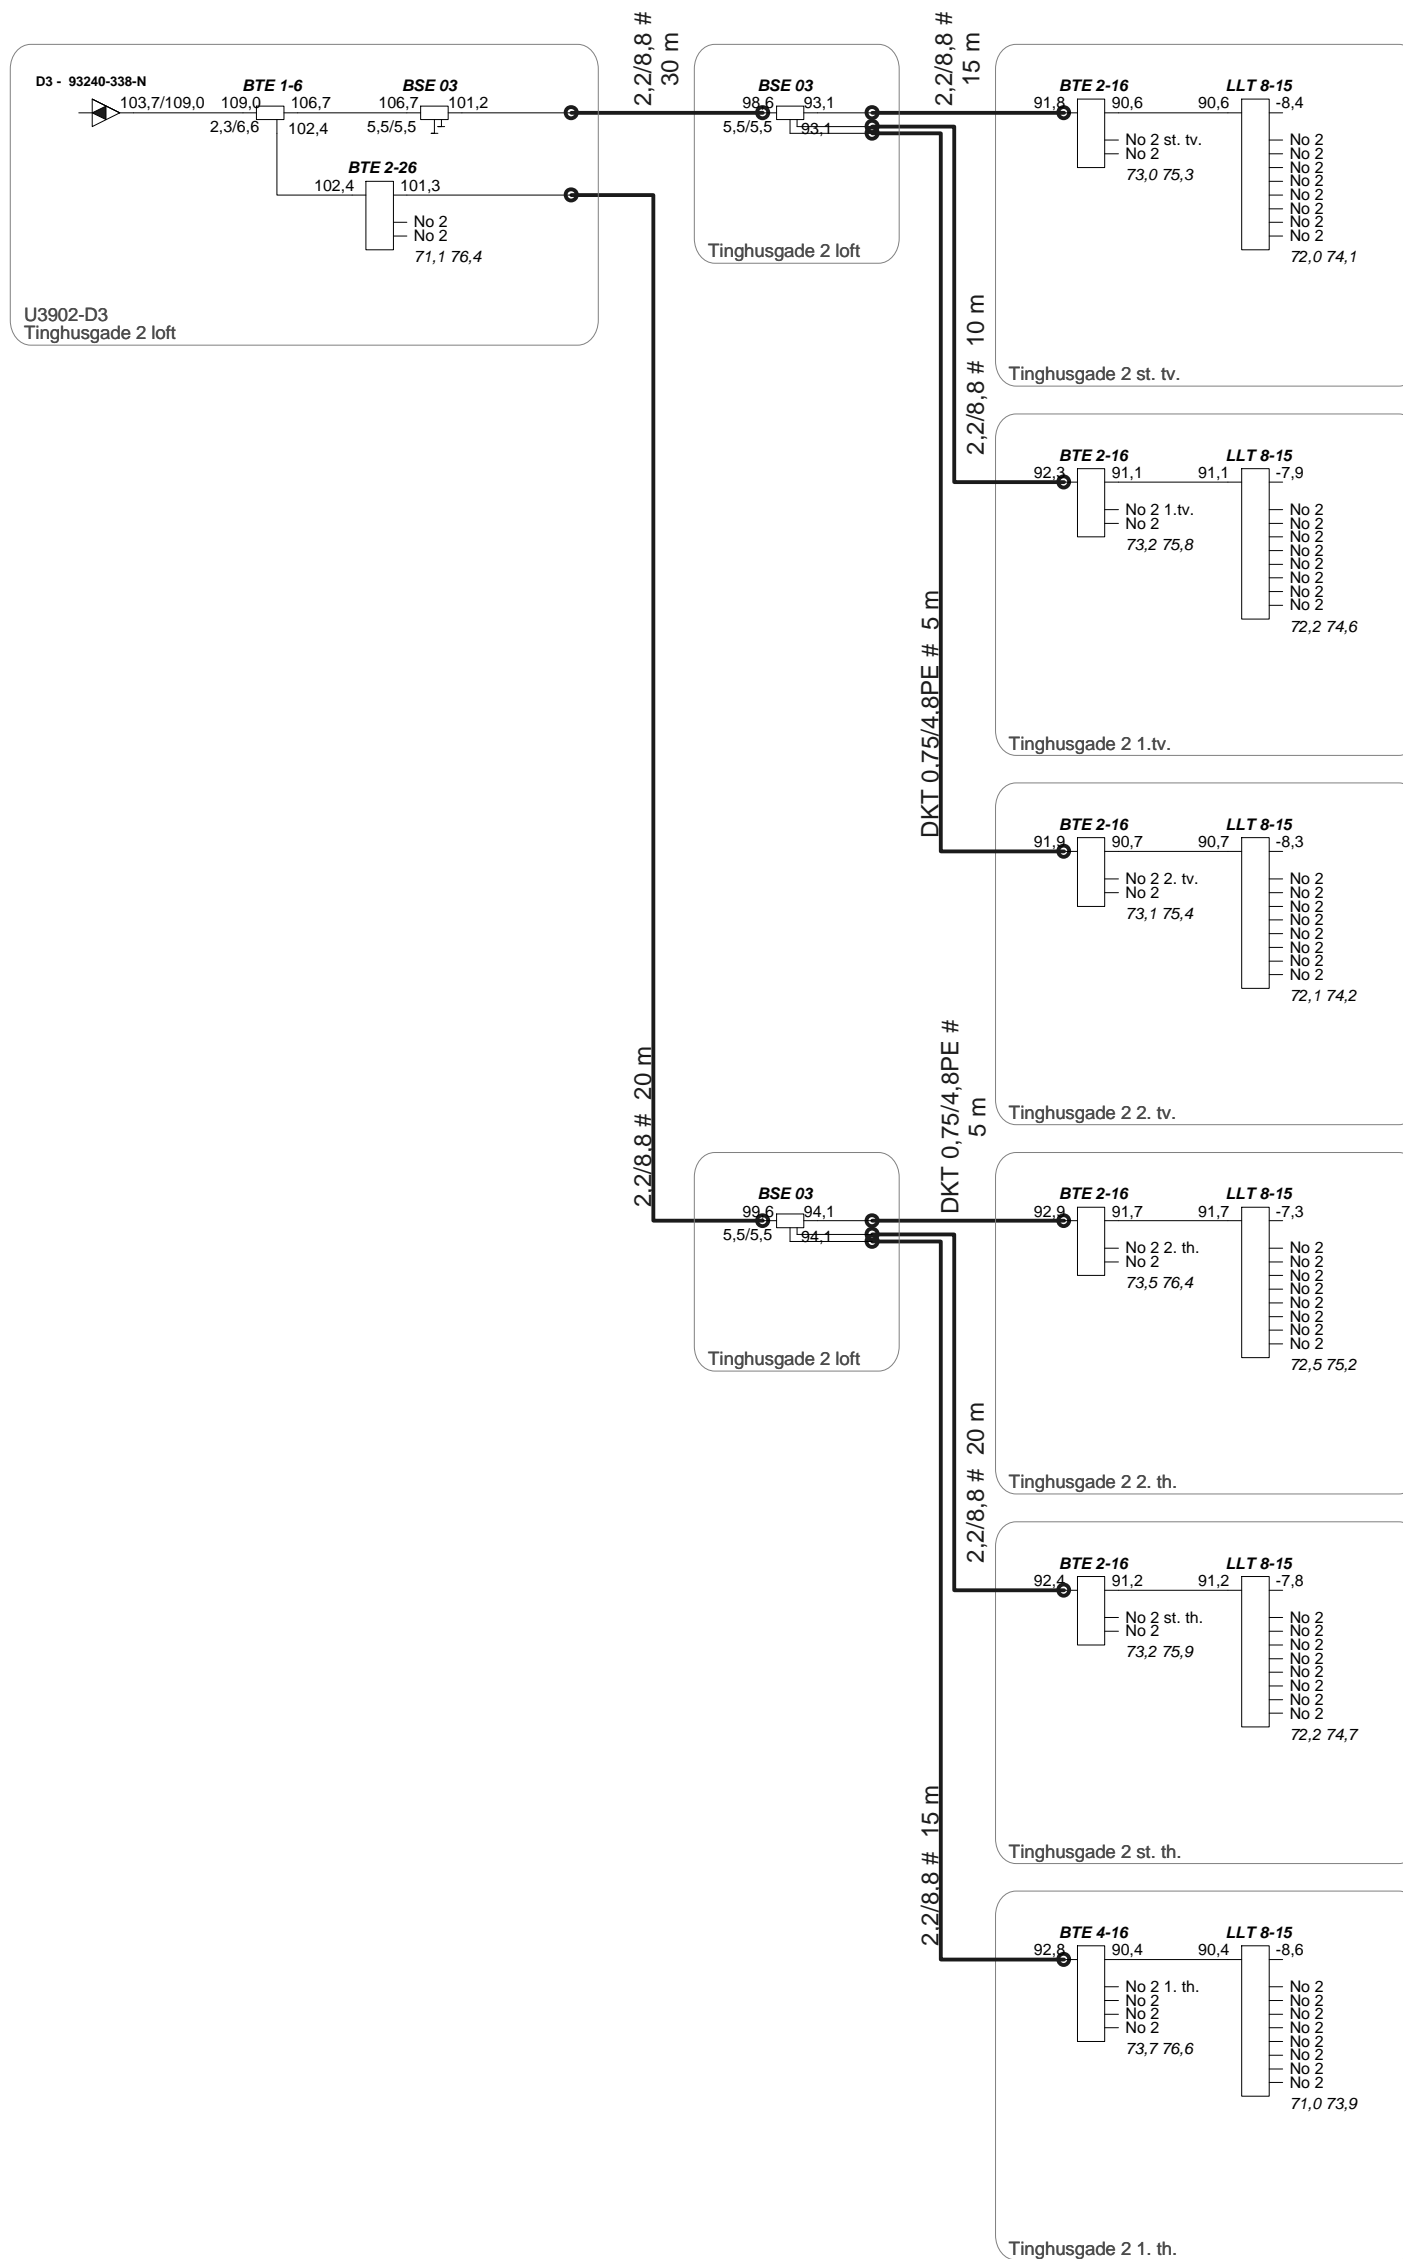 D3 - 93240-338-N
103,7/109,0
BTE 1-6
109,0
106,7
2,3/6,6
102,4
BSE 03
106,7
101,2
5,5/5,5
BTE 2-26
102,4
101,3
No 2
No 2
71,1 76,4
U3902-D3
Tinghusgade 2 loft
2,2/8,8 #
30 m
BSE 03
98,6
93,1
5,5/5,5
93,1
Tinghusgade 2 loft
2,2/8,8 #
15 m
BTE 2-16
91,8
90,6
No 2 st. tv.
No 2
73,0 75,3
LLT 8-15
90,6
-8,4
No 2
No 2
No 2
No 2
No 2
No 2
No 2
No 2
72,0 74,1
Tinghusgade 2 st. tv.
2,2/8,8 # 10 m
BTE 2-16
92,3
91,1
No 2 1.tv.
No 2
73,2 75,8
LLT 8-15
91,1
-7,9
No 2
No 2
No 2
No 2
No 2
No 2
No 2
No 2
72,2 74,6
Tinghusgade 2 1.tv.
DKT 0,75/4,8PE # 5 m
BTE 2-16
91,9
90,7
No 2 2. tv.
No 2
73,1 75,4
LLT 8-15
90,7
-8,3
No 2
No 2
No 2
No 2
No 2
No 2
No 2
No 2
72,1 74,2
Tinghusgade 2 2. tv.
2,2/8,8 # 20 m
BSE 03
99,6
94,1
5,5/5,5
94,1
Tinghusgade 2 loft
DKT 0,75/4,8PE #
5 m
BTE 2-16
92,9
91,7
No 2 2. th.
No 2
73,5 76,4
LLT 8-15
91,7
-7,3
No 2
No 2
No 2
No 2
No 2
No 2
No 2
No 2
72,5 75,2
Tinghusgade 2 2. th.
2,2/8,8 # 20 m
BTE 2-16
92,4
91,2
No 2 st. th.
No 2
73,2 75,9
LLT 8-15
91,2
-7,8
No 2
No 2
No 2
No 2
No 2
No 2
No 2
No 2
72,2 74,7
Tinghusgade 2 st. th.
2,2/8,8 # 15 m
BTE 4-16
92,8
90,4
No 2 1. th.
No 2
No 2
No 2
73,7 76,6
LLT 8-15
90,4
-8,6
No 2
No 2
No 2
No 2
No 2
No 2
No 2
No 2
71,0 73,9
Tinghusgade 2 1. th.